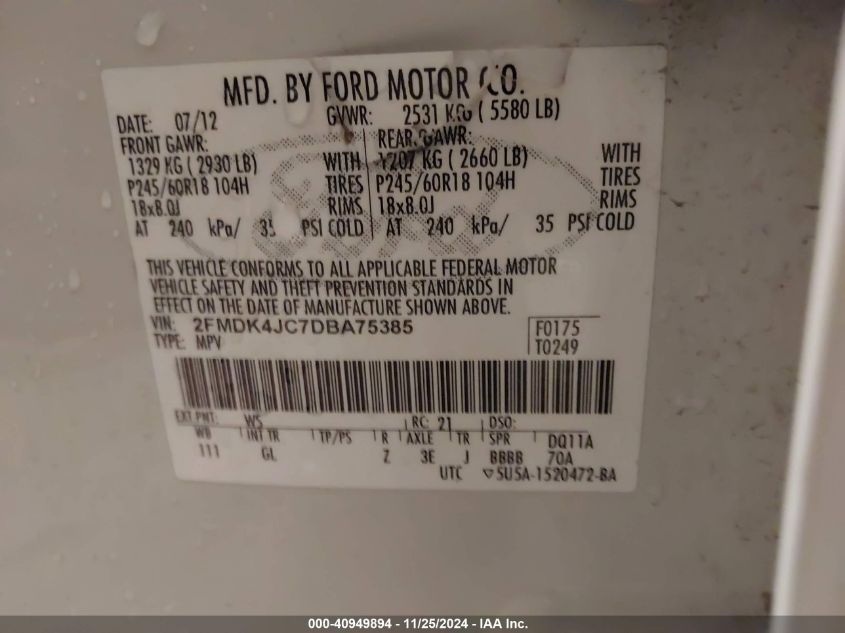 MFD. BY FORD MOTOR CO.
DATE: 07/12 GVWR: 2531 KG ( 5580 LB)
FRONT GAWR: REAR GAWR:
1329 KG ( 2930 LB) WITH 1207 KG ( 2660 LB) WITH
P245/60R18 104H TIRES P245/60R18 104H TIRES
18x8.0J RIMS 18x8.0J RIMS
AT 240 kPa/ 35 PSI COLD AT 240 kPa/ 35 PSI COLD
THIS VEHICLE CONFORMS TO ALL APPLICABLE FEDERAL MOTOR
VEHICLE SAFETY AND THEFT PREVENTION STANDARDS IN
EFFECT ON THE DATE OF MANUFACTURE SHOWN ABOVE.
VIN: 2FMDK4JC7DBA75385 F0175
TYPE: MPV T0249
EXT PNT: WS RC: 21 DSO:
WB INT TR TP/PS R AXLE TR SPR DQ11A
111 GL Z 3E J BBBB 70A
UTC ▽5U5A-1520472-BA
000-40949894 - 11/25/2024 - IAA Inc.